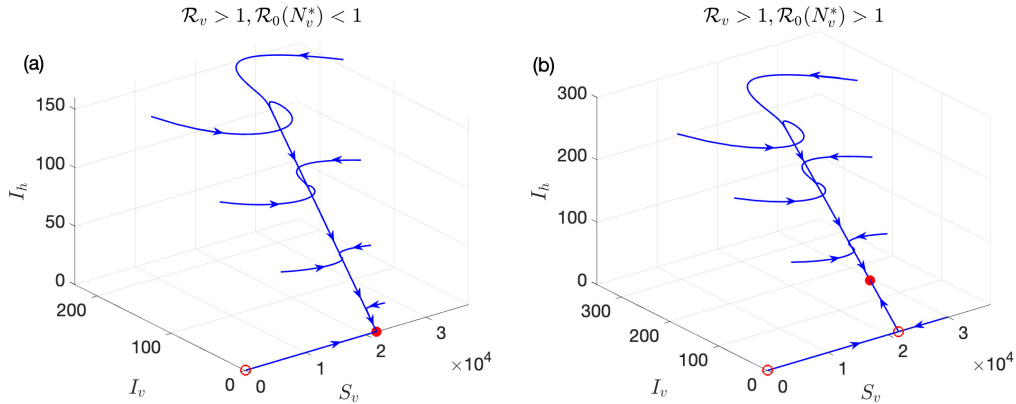 $\mathcal{R}_v > 1, \mathcal{R}_0(N_v^*) < 1$
(a)
150
100
50
0
$I_h$
200
100
0
$I_v$
0
1
2
3
$\times 10^4$
$S_v$
$\mathcal{R}_v > 1, \mathcal{R}_0(N_v^*) > 1$
(b)
300
200
100
0
$I_h$
300
200
100
0
$I_v$
0
1
2
3
$\times 10^4$
$S_v$